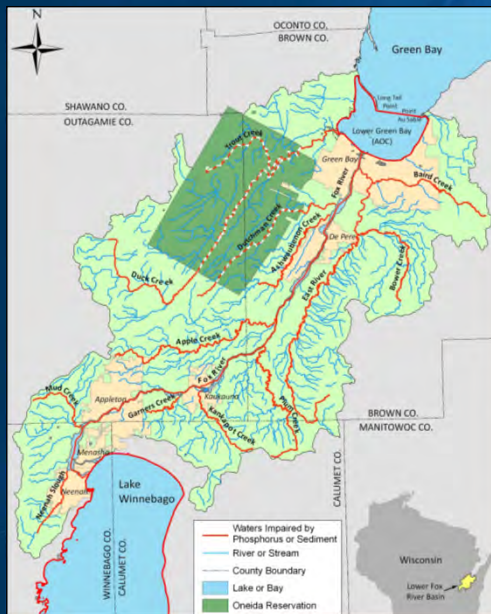 N
OCONTO CO.
BROWN CO.
Green Bay
SHAWANO CO.
OUTAGAMIE CO.
Long Tail
Point
Point
Au Sable
Lower Green Bay
(AOC)
Trout Creek
Green Bay
Fox River
Baird Creek
Dutchman Creek
Ashwaubenon Creek
De Pere
Duck Creek
East River
Bower Creek
Apple Creek
Fox River
Mud Creek
Appleton
Garners Creek
Kaukauna
Plum Creek
Kankapot Creek
BROWN CO.
MANITOWOC CO.
Menasha
Neenah Slough
Neenah
Lake
Winnebago
CALUMET CO.
WINNEBAGO CO.
CALUMET CO.
Waters Impaired by
Phosphorus or Sediment
River or Stream
County Boundary
Lake or Bay
Oneida Reservation
Wisconsin
Lower Fox
River Basin